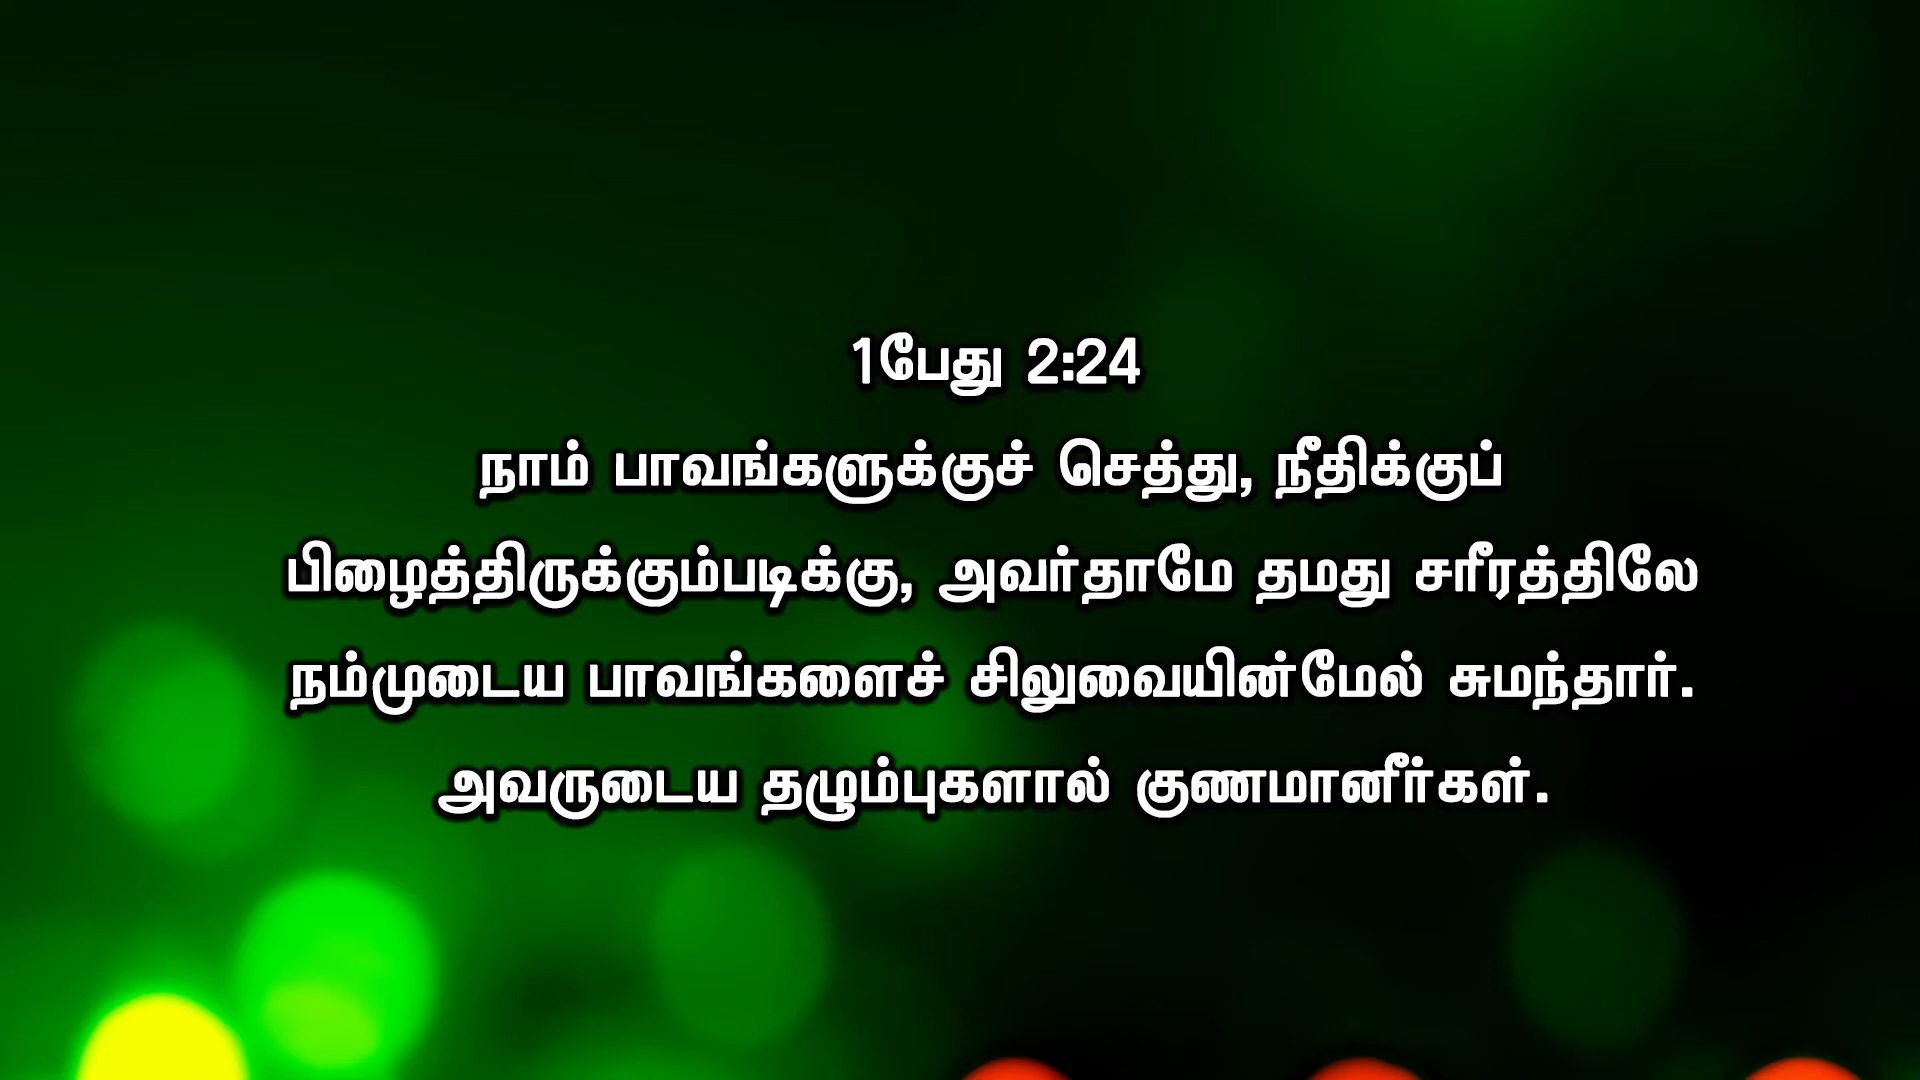 1பேது 2:24
நாம் பாவங்களுக்குச் செத்து, நீதிக்குப்
பிழைத்திருக்கும்படிக்கு, அவர்தாமே தமது சரீரத்திலே
நம்முடைய பாவங்களைச் சிலுவையின்மேல் சுமந்தார்.
அவருடைய தழும்புகளால் குணமானீர்கள்.